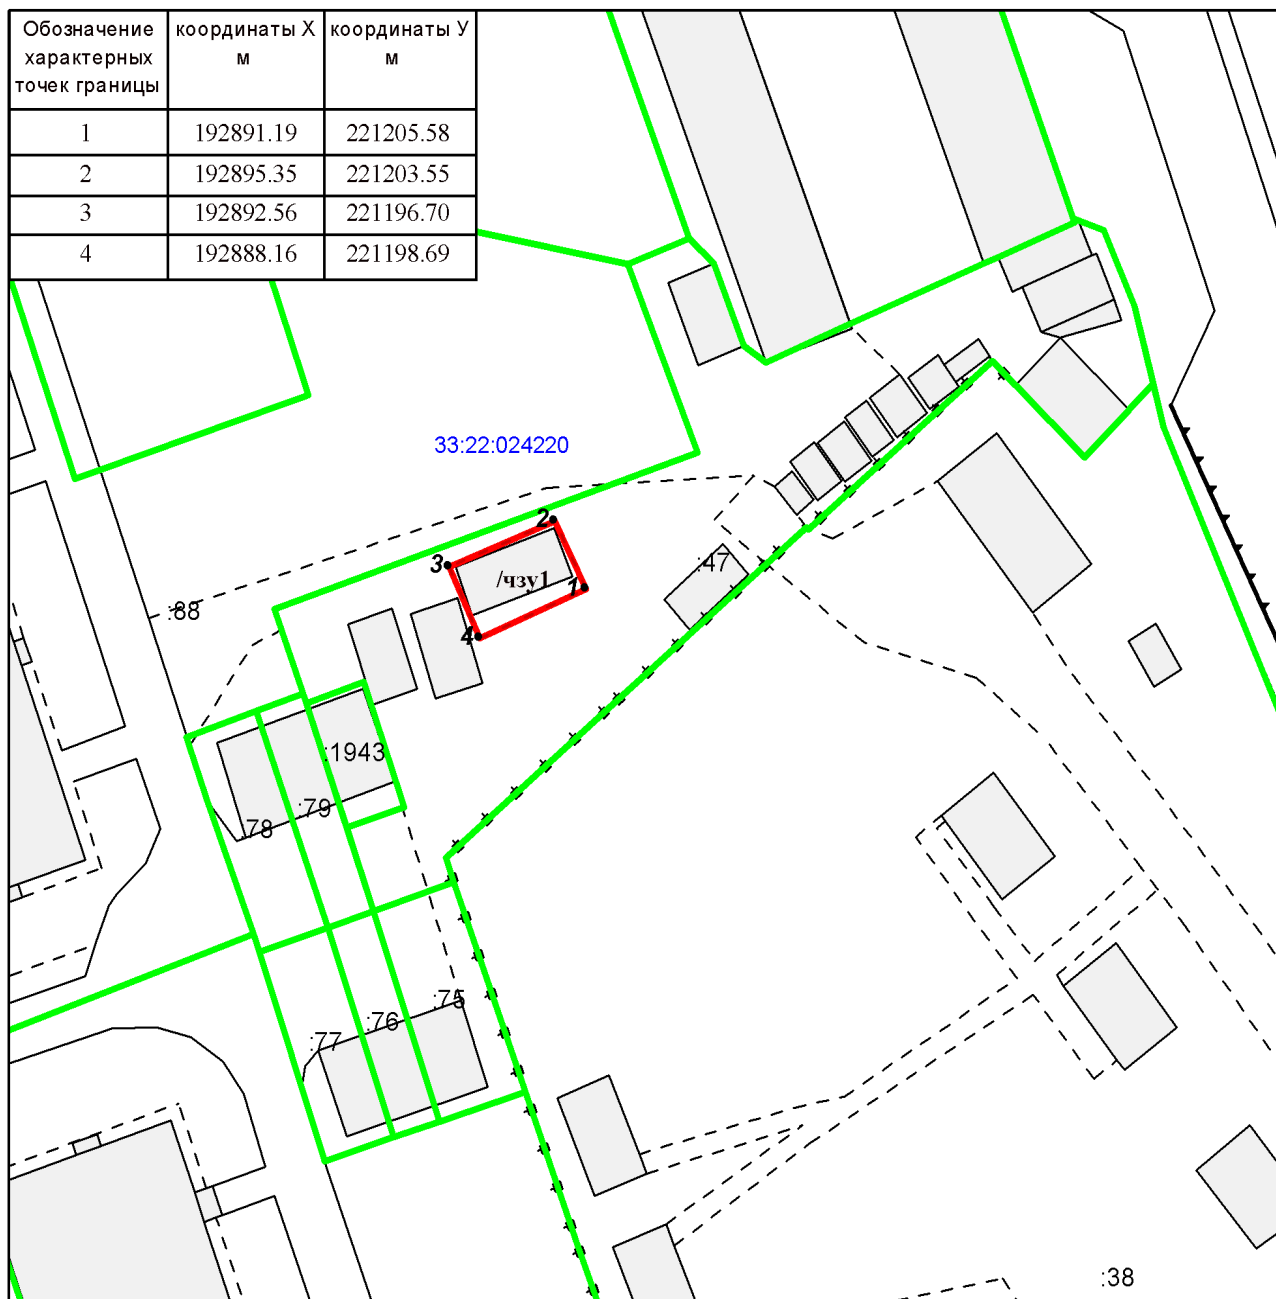 Обозначение характерных точек границы
координаты X м
координаты У м
1 192891.19 221205.58
2 192895.35 221203.55
3 192892.56 221196.70
4 192888.16 221198.69
33:22:024220
2
3
/чзу1
1
4
:47
:88
:1943
:79
:78
:75
:76
:77
:38